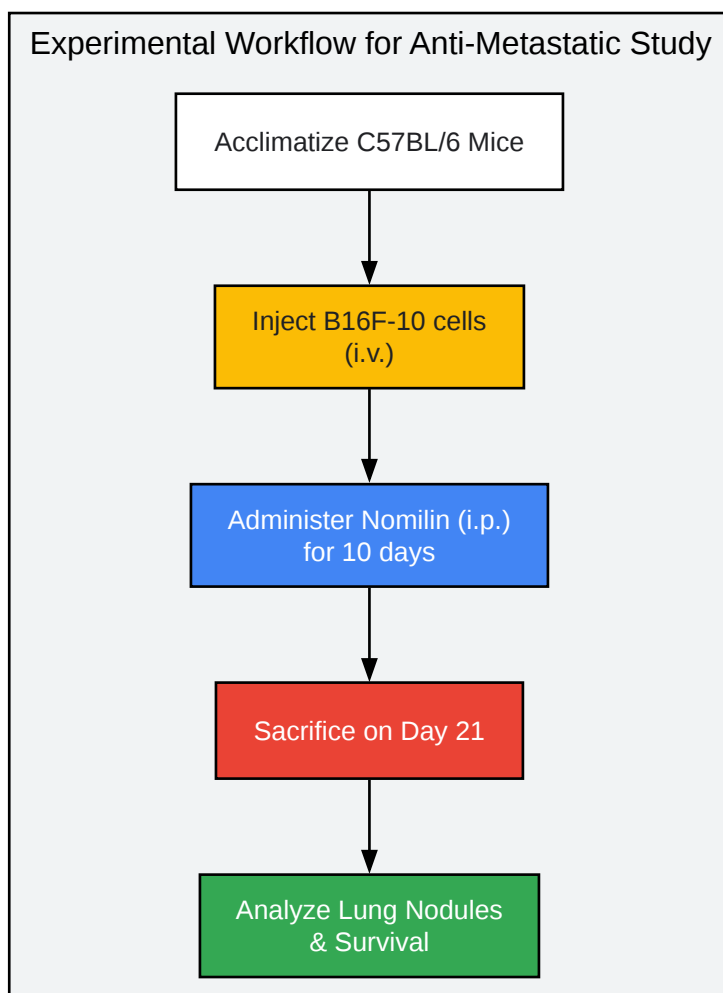 Experimental Workflow for Anti-Metastatic Study
Acclimatize C57BL/6 Mice
Inject B16F-10 cells
(i.v.)
Administer Nomilin (i.p.)
for 10 days
Sacrifice on Day 21
Analyze Lung Nodules
& Survival